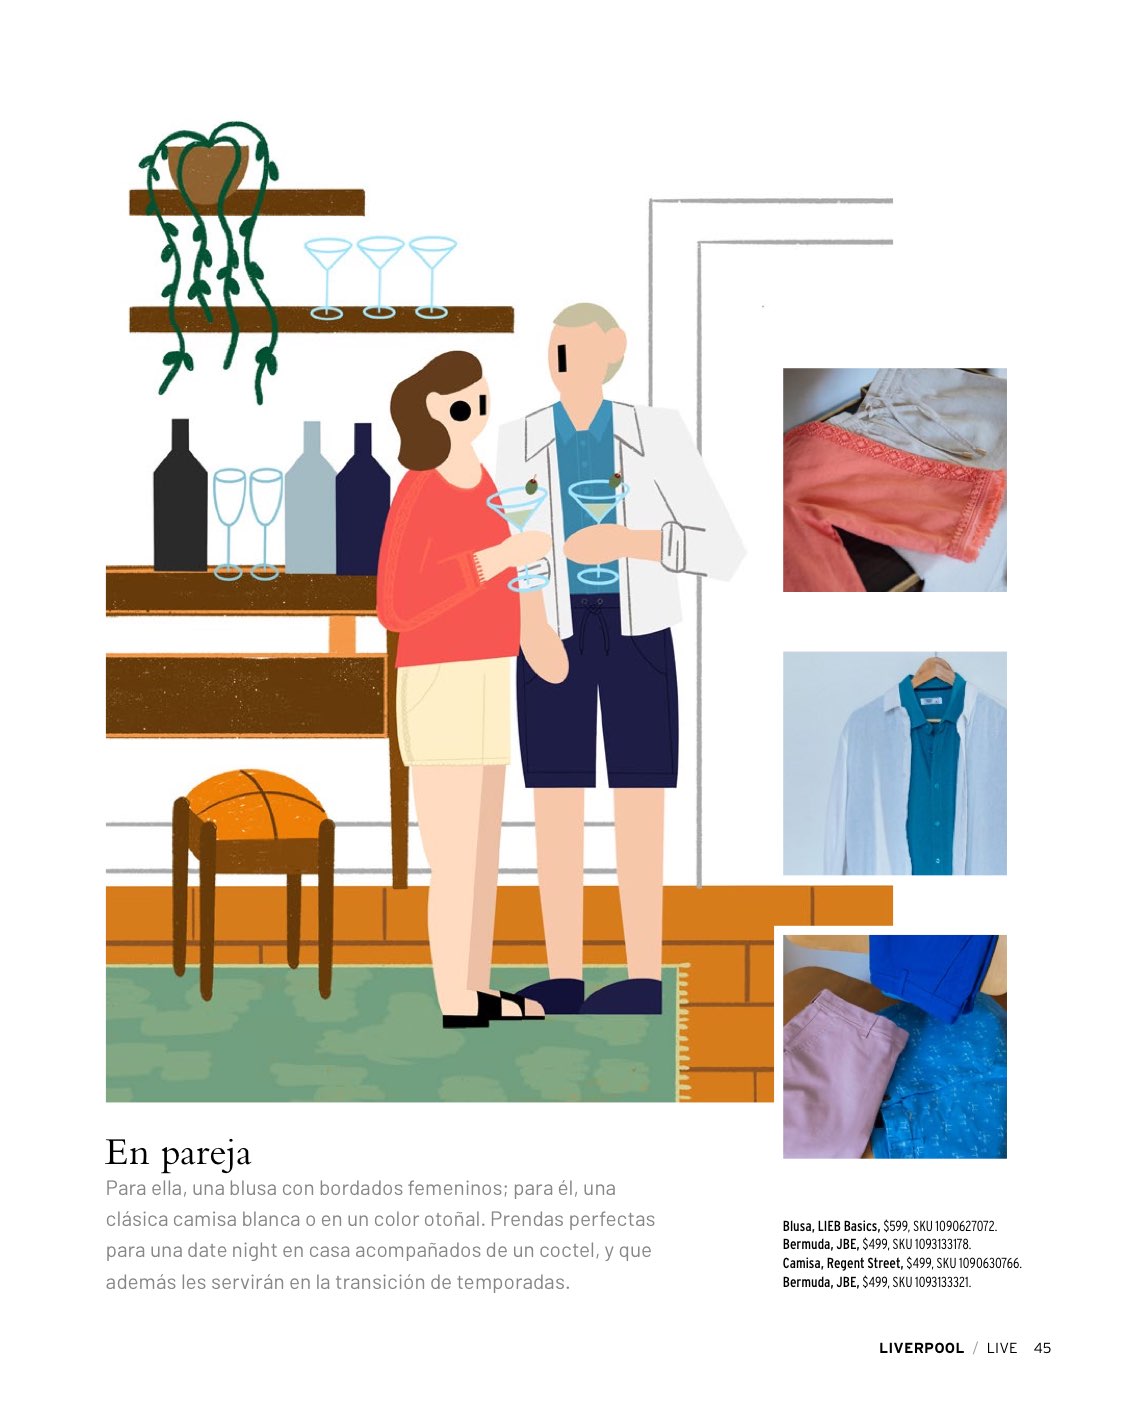 En pareja
Para ella, una blusa con bordados femeninos; para él, una
clásica camisa blanca o en un color otoñal. Prendas perfectas
para una date night en casa acompañados de un coctel, y que
además les servirán en la transición de temporadas.
Blusa, LIEB Basics, $599, SKU 1090627072.
Bermuda, JBE, $499, SKU 1093133178.
Camisa, Regent Street, $499, SKU 1090630766.
Bermuda, JBE, $499, SKU 1093133321.
LIVERPOOL / LIVE 45